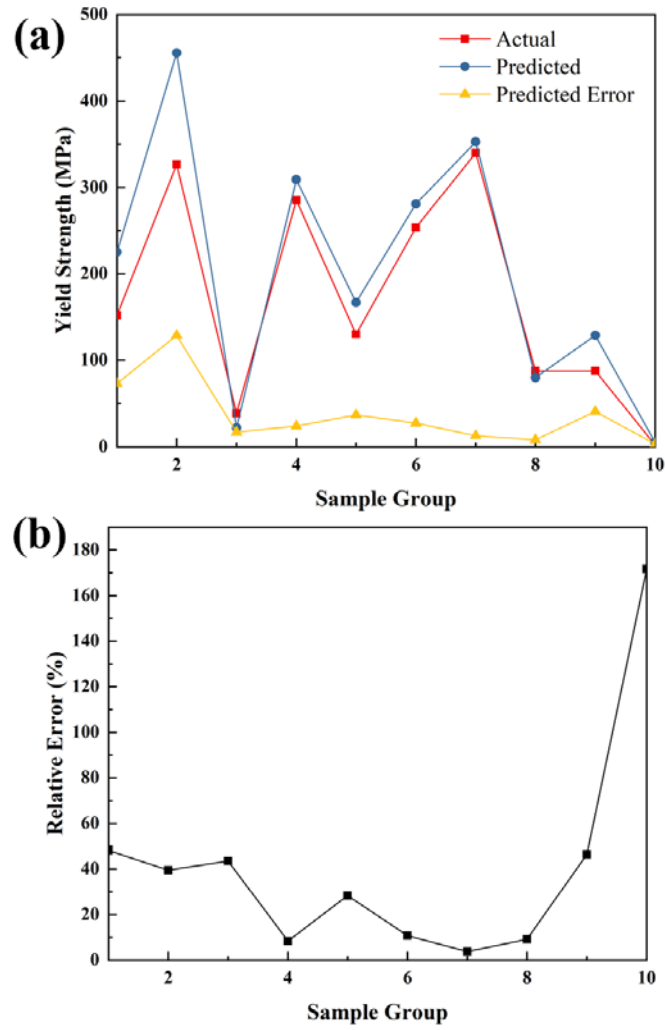 (a)
500
400
300
200
100
0
Yield Strength (MPa)
Actual
Predicted
Predicted Error
2 4 6 8 10
Sample Group
(b)
180
160
140
120
100
80
60
40
20
0
Relative Error (%)
2 4 6 8 10
Sample Group